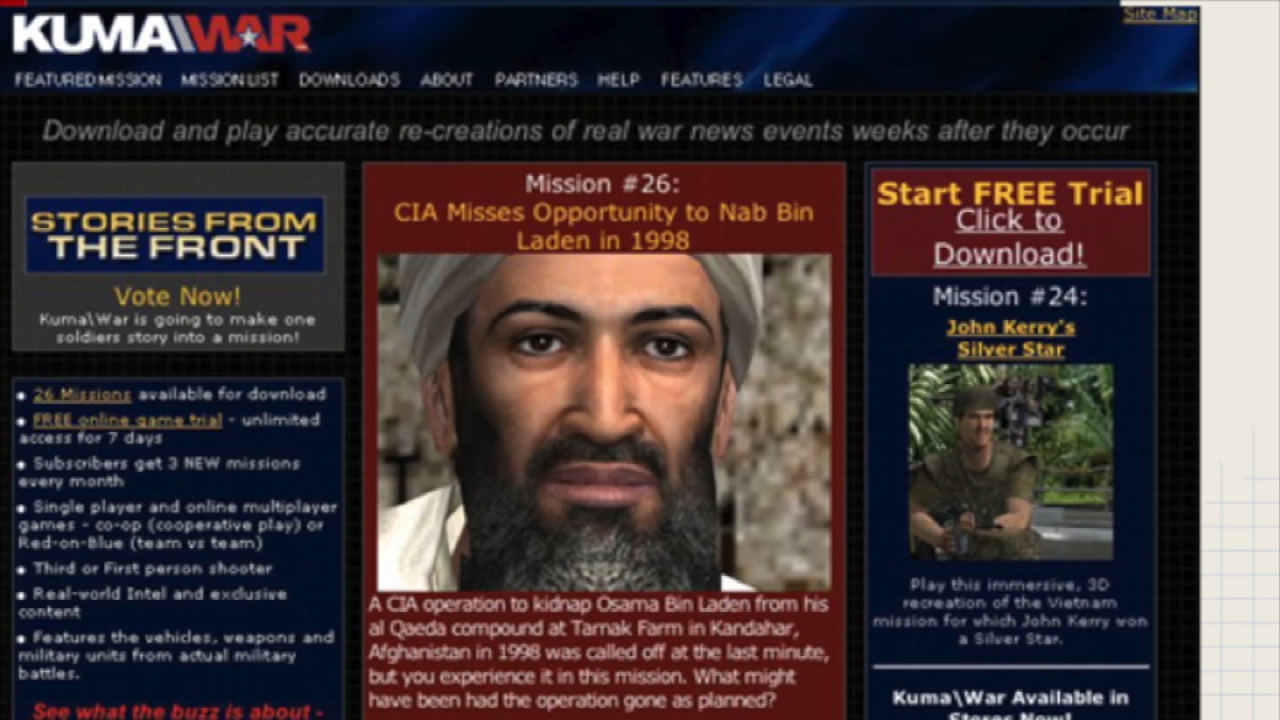 Site Map
KUMA\WAR
FEATURED MISSION MISSION LIST DOWNLOADS ABOUT PARTNERS HELP FEATURES LEGAL
Download and play accurate re-creations of real war news events weeks after they occur
STORIES FROM
THE FRONT
Vote Now!
Kuma\War is going to make one
soldiers story into a mission!
• 26 Missions available for download
• FREE online game trial - unlimited
access for 7 days
• Subscribers get 3 NEW missions
every month
• Single player and online multiplayer
games - co-op (cooperative play) or
Red-on-Blue (team vs team)
• Third or First person shooter
• Real-world Intel and exclusive
content
• Features the vehicles, weapons and
military units from actual military
battles.
See what the buzz is about -
Mission #26:
CIA Misses Opportunity to Nab Bin
Laden in 1998
A CIA operation to kidnap Osama Bin Laden from his
al Qaeda compound at Tarnak Farm in Kandahar,
Afghanistan in 1998 was called off at the last minute,
but you experience it in this mission. What might
have been had the operation gone as planned?
Start FREE Trial
Click to
Download!
Mission #24:
John Kerry's
Silver Star
Play this immersive, 3D
recreation of the Vietnam
mission for which John Kerry won
a Silver Star.
Kuma\War Available in
Stores Now!